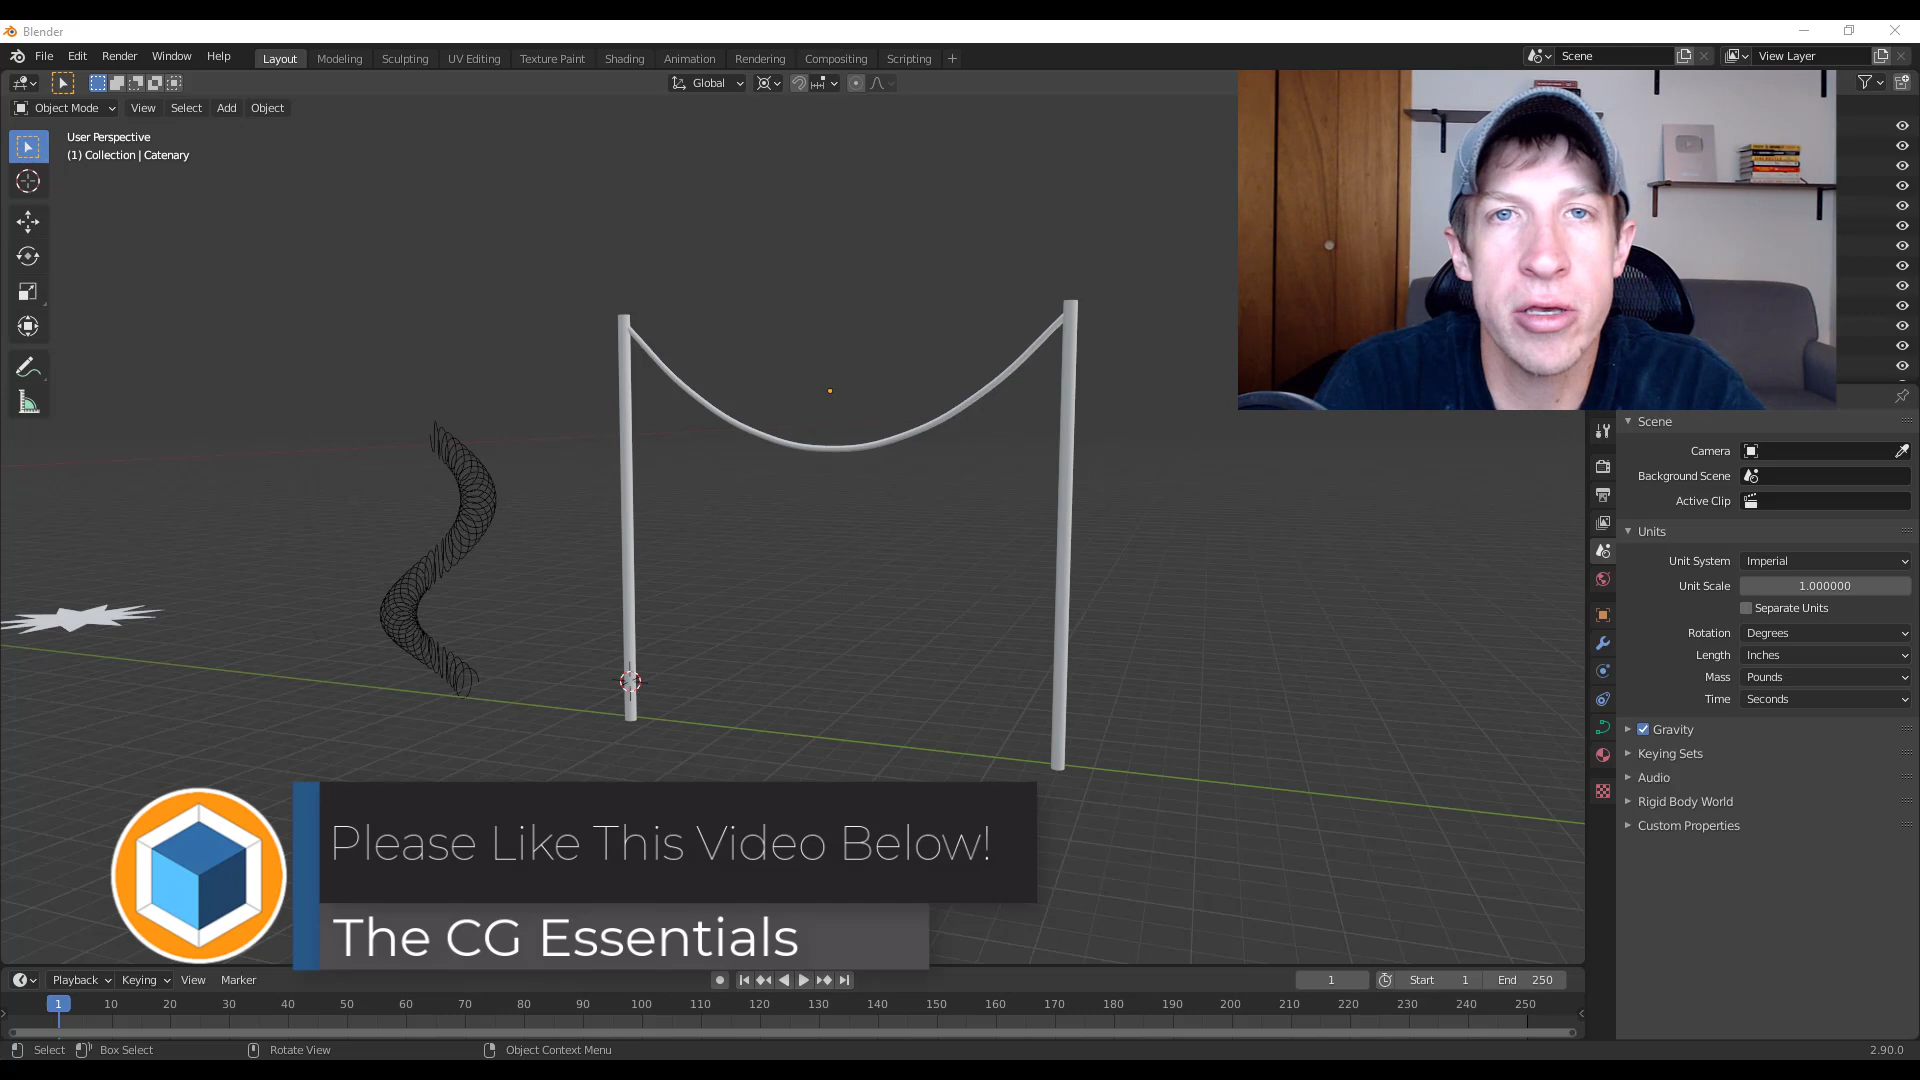 Blender
File Edit Render Window Help Layout Modeling Sculpting UV Editing Texture Paint Shading Animation Rendering Compositing Scripting + Scene View Layer
Global
Object Mode View Select Add Object
User Perspective
(1) Collection | Catenary
Scene
Camera
Background Scene
Active Clip
Units
Unit System Imperial
Unit Scale 1.000000
Separate Units
Rotation Degrees
Length Inches
Mass Pounds
Time Seconds
Gravity
Keying Sets
Audio
Rigid Body World
Custom Properties
Please Like This Video Below!
The CG Essentials
Playback Keying View Marker 1 Start 1 End 250
1 10 20 30 40 50 60 70 80 90 100 110 120 130 140 150 160 170 180 190 200 210 220 230 240 250
Select Box Select Rotate View Object Context Menu 2.90.0